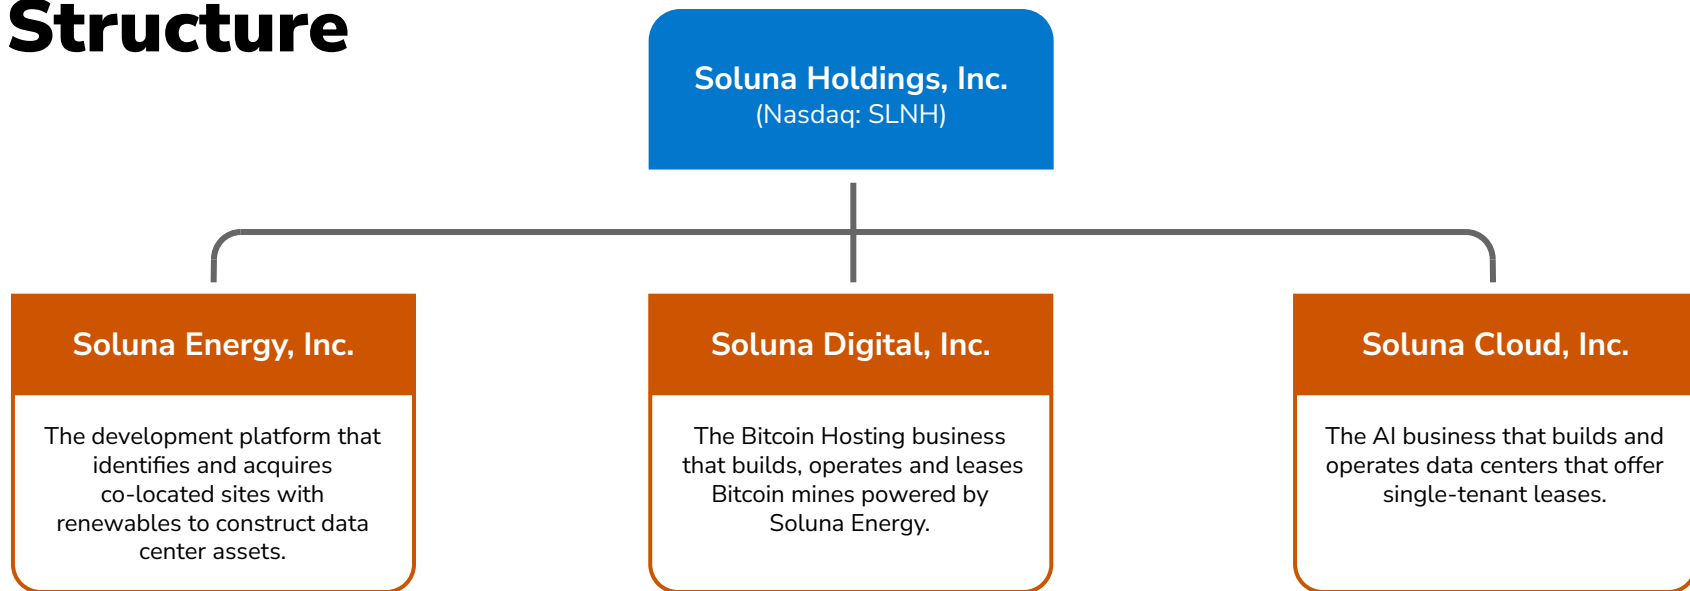 Structure
Soluna Holdings, Inc.
(Nasdaq: SLNH)
Soluna Energy, Inc.
The development platform that
identifies and acquires
co-located sites with
renewables to construct data
center assets.
Soluna Digital, Inc.
The Bitcoin Hosting business
that builds, operates and leases
Bitcoin mines powered by
Soluna Energy.
Soluna Cloud, Inc.
The AI business that builds and
operates data centers that offer
single-tenant leases.